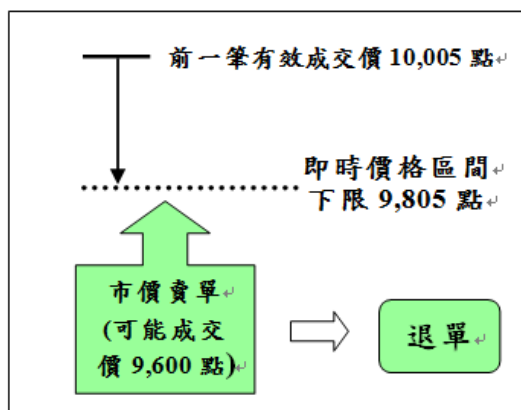 前一筆有效成交價 10,005 點
即時價格區間
下限 9,805 點
市價賣單
(可能成交
價 9,600 點)
退單